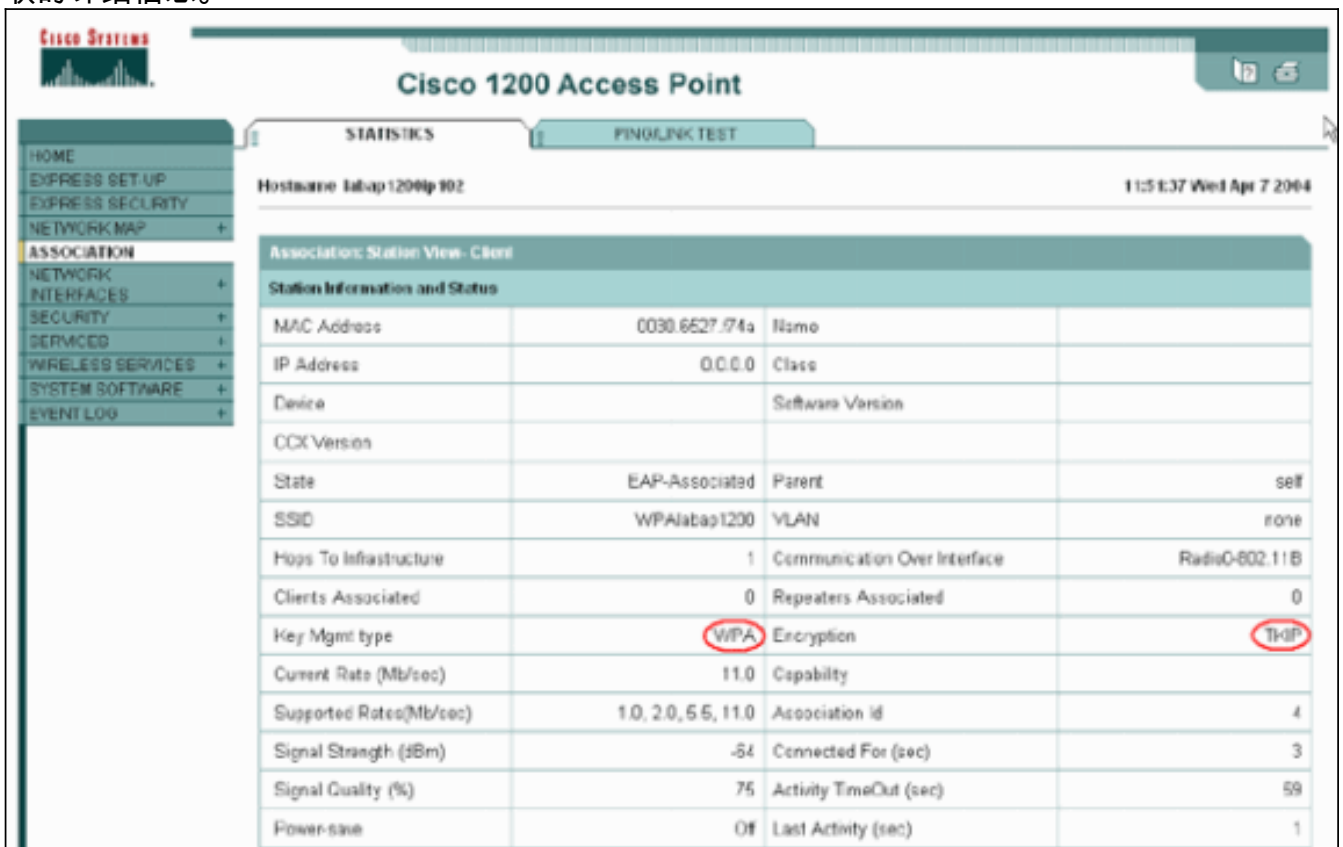 细信息。
CISCO SYSTEMS
Cisco 1200 Access Point
STATISTICS PING/LINK TEST
HOME
EXPRESS SET-UP
EXPRESS SECURITY
NETWORK MAP +
ASSOCIATION
NETWORK INTERFACES +
SECURITY +
SERVICES +
WIRELESS SERVICES +
SYSTEM SOFTWARE +
EVENT LOG +
Hostname labap1200ip102 11:51:37 Wed Apr 7 2004
Association: Station View- Client
Station Information and Status
MAC Address Name
IP Address 0.0.0.0 Class
Device Software Version
CCX Version
State EAP-Associated Parent self
SSID WPAlabap1200 VLAN none
Hops To Infrastructure 1 Communication Over Interface Radio0-802.11B
Clients Associated 0 Repeaters Associated 0
Key Mgmt type WPA Encryption TKIP
Current Rate (Mb/sec) 11.0 Capability
Supported Rates(Mb/sec) 1.0, 2.0, 5.5, 11.0 Association Id 4
Signal Strength (dBm) -64 Connected For (sec) 3
Signal Quality (%) 75 Activity TimeOut (sec) 59
Power-save Off Last Activity (sec) 1